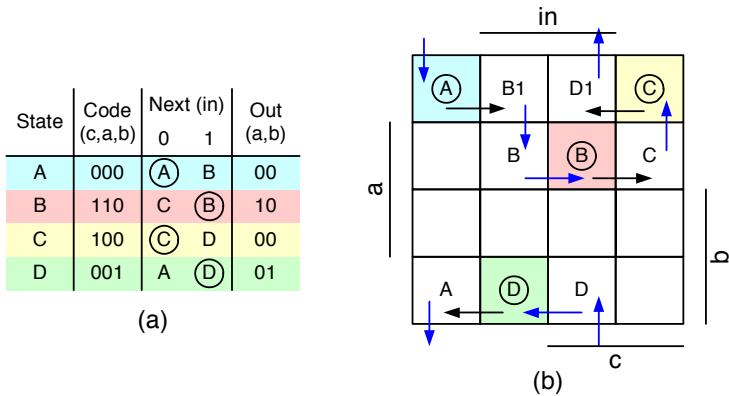 State Code (c,a,b) Next (in) 0 1 Out (a,b)
A 000 A B 00
B 110 C B 10
C 100 C D 00
D 001 A D 01
(a)
in
A B1 D1 C
a
B B C
b
A D D
c
(b)